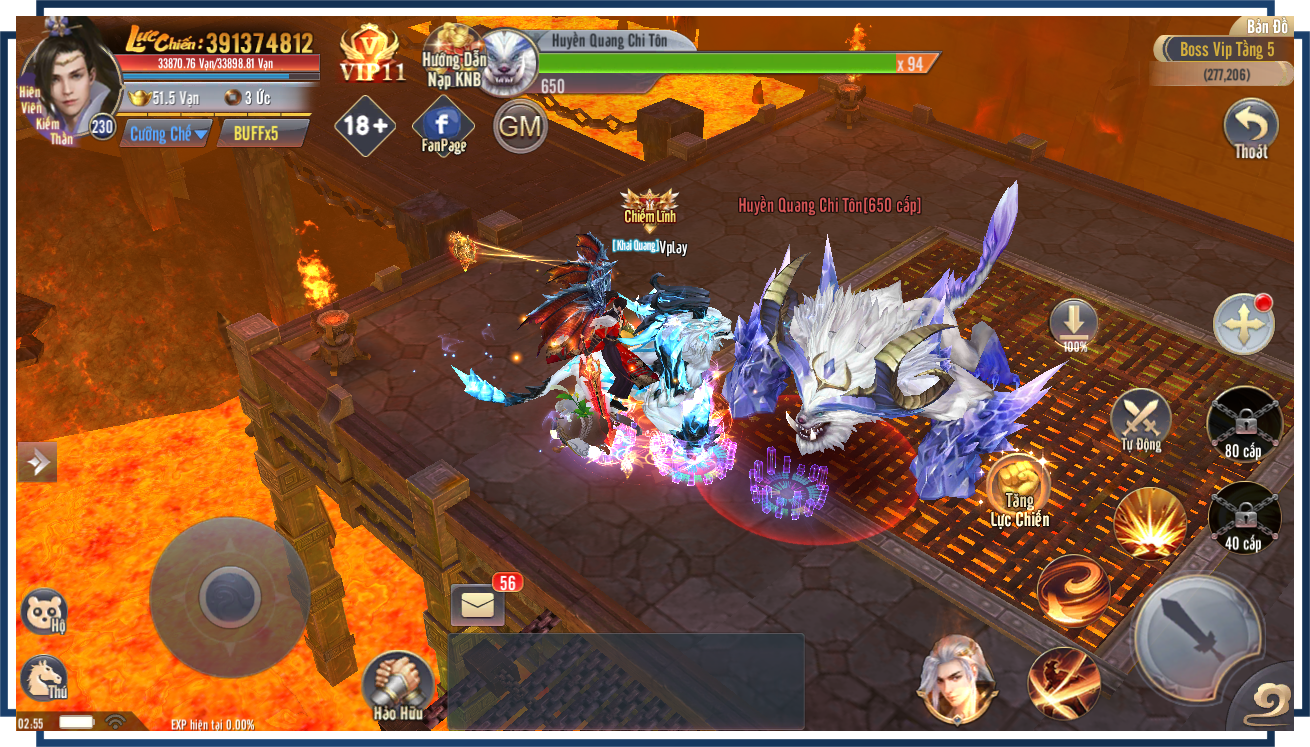 Lực Chiến: 391374812
33870.76 Vạn/33898.81 Vạn
51.5 Vạn
3 Ức
Hiên
Viên
Kiếm
Thần
230
Cưỡng Chế
BUFFx5
VIP11
Hướng Dẫn
Nạp KNB
Huyền Quang Chi Tôn
x 94
650
18+
f
FanPage
GM
Bản Đồ
Boss Vip Tầng 5
(277,206)
Thoát
Chiếm Lĩnh
[Khai Quang]Vplay
Huyền Quang Chi Tôn[650 cấp]
100%
Tự Động
80 cấp
Tăng
Lực Chiến
40 cấp
56
Hộ
Thú
Hảo Hữu
02:55
EXP hiện tại 0.00%